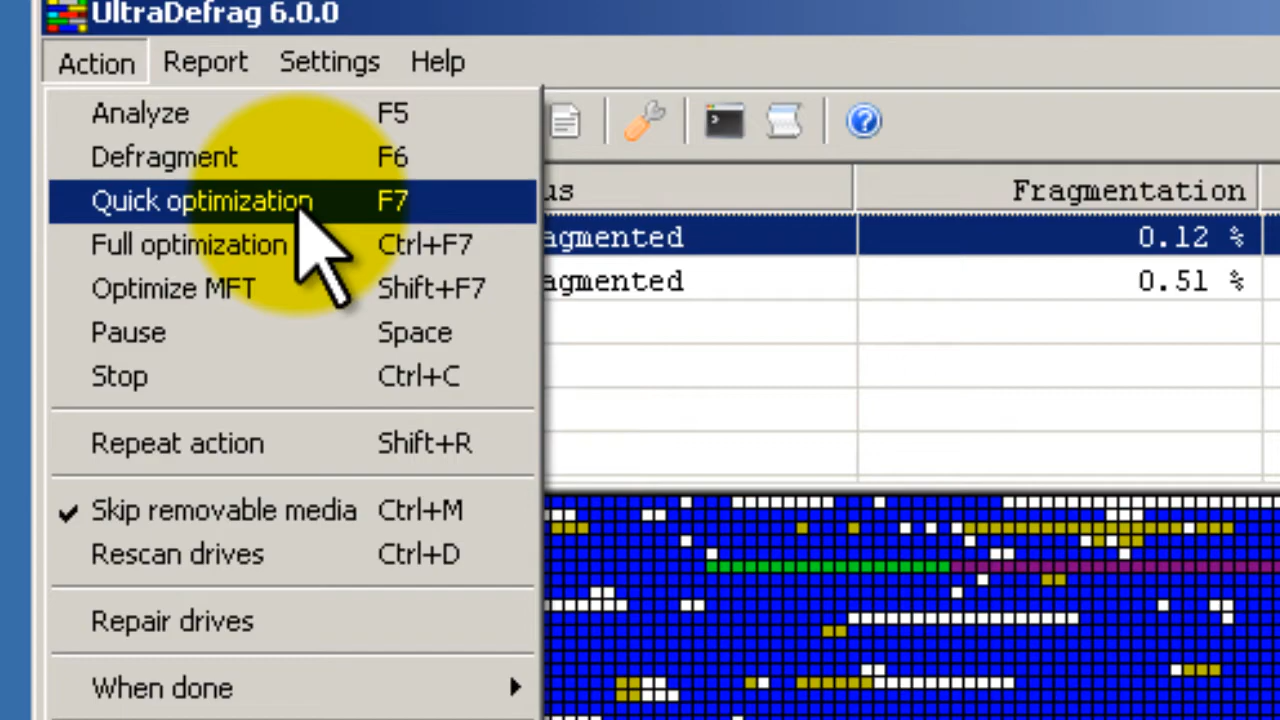 UltraDefrag 6.0.0
Action Report Settings Help
Analyze F5
Defragment F6
Quick optimization F7
Full optimization Ctrl+F7
Optimize MFT Shift+F7
Pause Space
Stop Ctrl+C
Repeat action Shift+R
Skip removable media Ctrl+M
Rescan drives Ctrl+D
Repair drives
When done
us Fragmentation
agmented 0.12 %
agmented 0.51 %